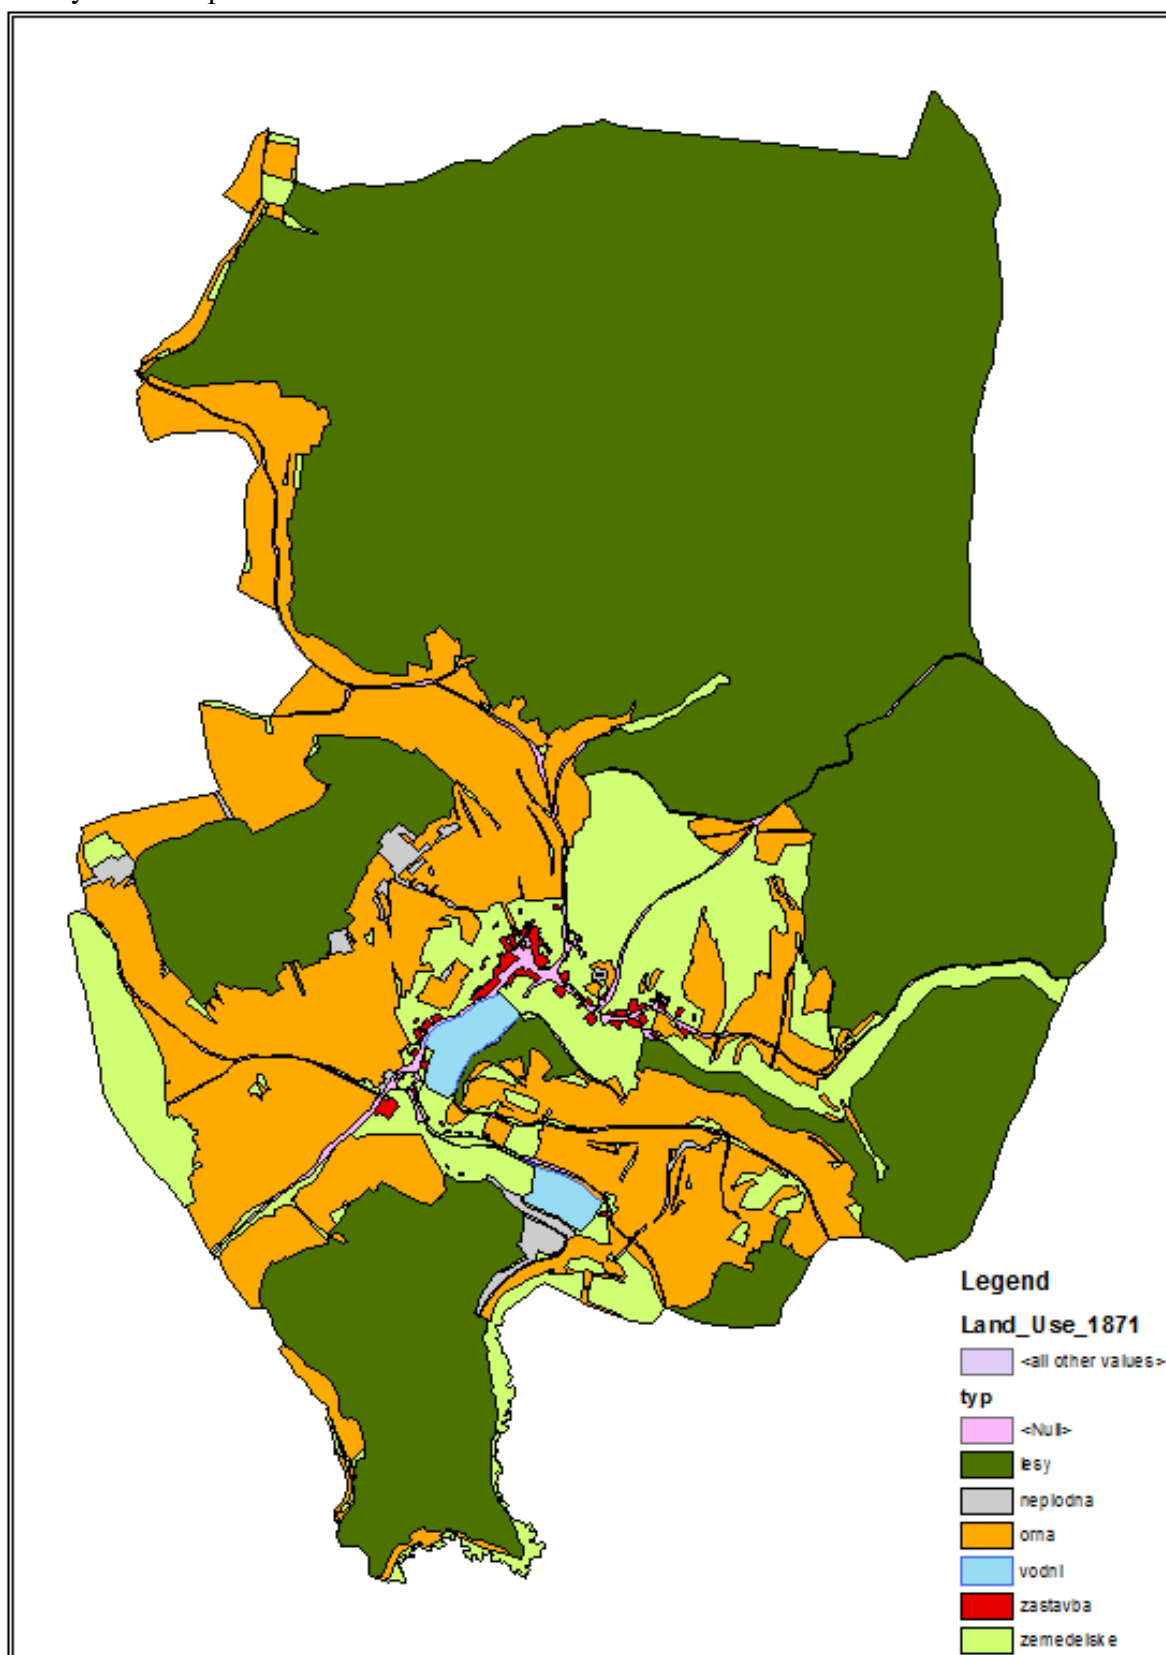 Legend
Land_Use_1871
<all other values>
typ
<Null>
lesy
neplodna
orna
vodni
zastavba
zemedelske